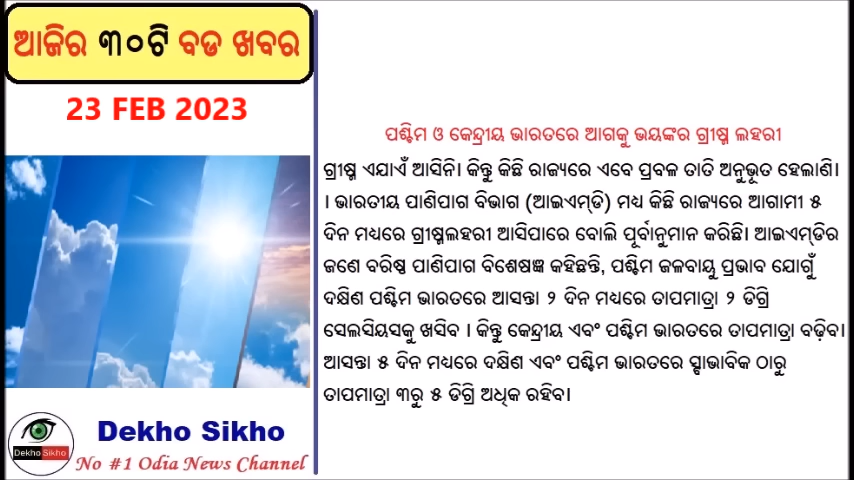 ଆଜିର ୩୦ଟି ବଡ ଖବର
23 FEB 2023
ପଶ୍ଚିମ ଓ କେନ୍ଦ୍ରୀୟ ଭାରତରେ ଆଗକୁ ଭୟଙ୍କର ଗ୍ରୀଷ୍ମ ଲହରୀ
ଗ୍ରୀଷ୍ମ ଏଯାଏଁ ଆସିନି। କିନ୍ତୁ କିଛି ରାଜ୍ୟରେ ଏବେ ପ୍ରବଳ ତାତି ଅନୁଭୂତ ହେଲାଣି।
। ଭାରତୀୟ ପାଣିପାଗ ବିଭାଗ (ଆଇଏମ୍‌ଡି) ମଧ୍ୟ କିଛି ରାଜ୍ୟରେ ଆଗାମୀ ୫
ଦିନ ମଧ୍ୟରେ ଗ୍ରୀଷ୍ମଲହରୀ ଆସିପାରେ ବୋଲି ପୂର୍ବାନୁମାନ କରିଛି। ଆଇଏମ୍‌ଡିର
ଜଣେ ବରିଷ୍ଠ ପାଣିପାଗ ବିଶେଷଜ୍ଞ କହିଛନ୍ତି, ପଶ୍ଚିମ ଜଳବାୟୁ ପ୍ରଭାବ ଯୋଗୁଁ
ଦକ୍ଷିଣ ପଶ୍ଚିମ ଭାରତରେ ଆସନ୍ତା ୨ ଦିନ ମଧ୍ୟରେ ତାପମାତ୍ରା ୨ ଡିଗ୍ରି
ସେଲସିୟସକୁ ଖସିବ । କିନ୍ତୁ କେନ୍ଦ୍ରୀୟ ଏବଂ ପଶ୍ଚିମ ଭାରତରେ ତାପମାତ୍ରା ବଢ଼ିବ।
ଆସନ୍ତା ୫ ଦିନ ମଧ୍ୟରେ ଦକ୍ଷିଣ ଏବଂ ପଶ୍ଚିମ ଭାରତରେ ସ୍ବାଭାବିକ ଠାରୁ
ତାପମାତ୍ରା ୩ରୁ ୫ ଡିଗ୍ରି ଅଧିକ ରହିବ।
Dekho Sikho
Dekho Sikho
No #1 Odia News Channel